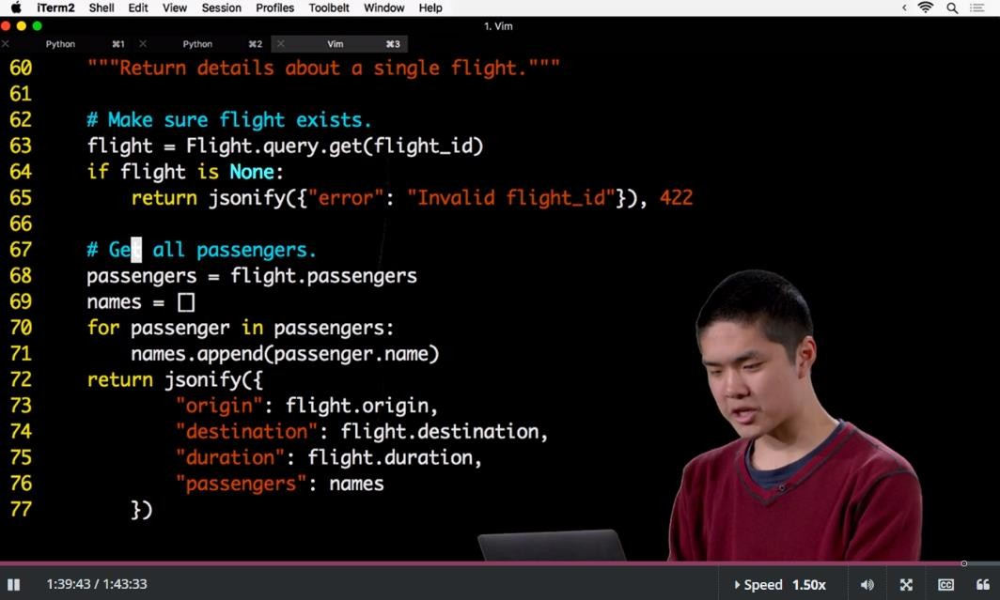 iTerm2 Shell Edit View Session Profiles Toolbelt Window Help
1. Vim
Python ⌘1 Python ⌘2 Vim ⌘3
60 """Return details about a single flight."""
61
62 # Make sure flight exists.
63 flight = Flight.query.get(flight_id)
64 if flight is None:
65 return jsonify({"error": "Invalid flight_id"}), 422
66
67 # Get all passengers.
68 passengers = flight.passengers
69 names = []
70 for passenger in passengers:
71 names.append(passenger.name)
72 return jsonify({
73 "origin": flight.origin,
74 "destination": flight.destination,
75 "duration": flight.duration,
76 "passengers": names
77 })
1:39:43 / 1:43:33 Speed 1.50x CC